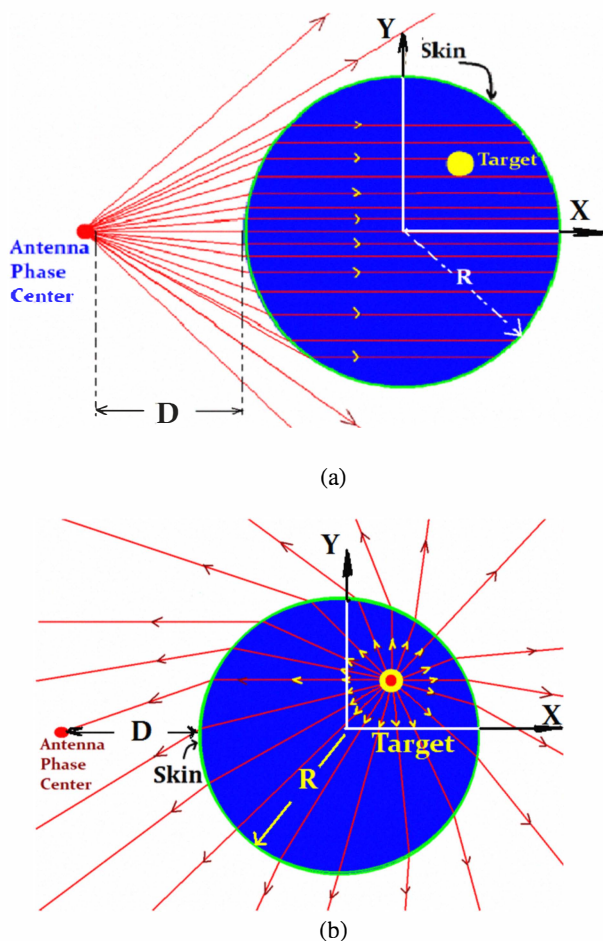 Y
Skin
Target
X
Antenna
Phase
Center
R
D
(a)
Y
X
D
Antenna
Phase
Center
Skin
Target
R
(b)